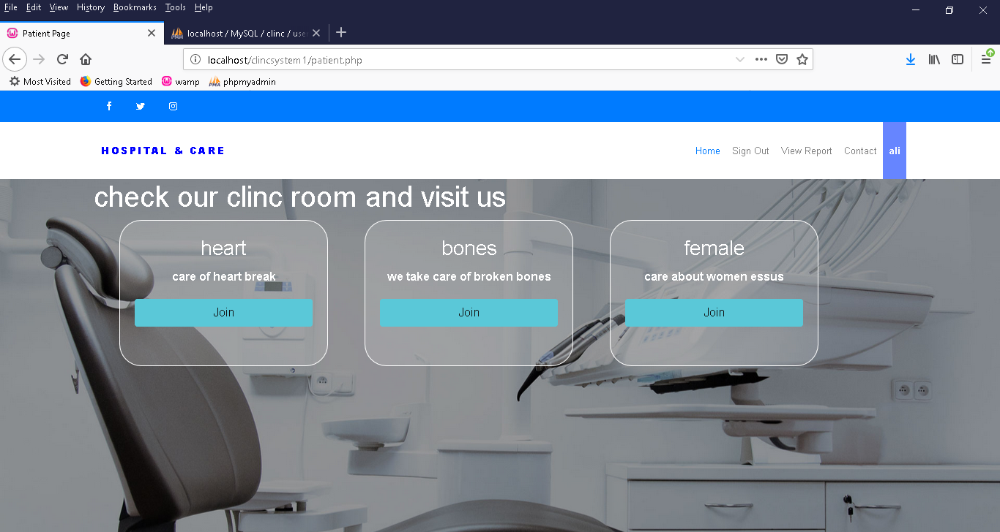 File Edit View History Bookmarks Tools Help
Patient Page
localhost / MySQL / clinc / use
localhost/clincsystem1/patient.php
Most Visited Getting Started wamp phpmyadmin
HOSPITAL & CARE
Home Sign Out View Report Contact ali
check our clinc room and visit us
heart
care of heart break
Join
bones
we take care of broken bones
Join
female
care about women essus
Join